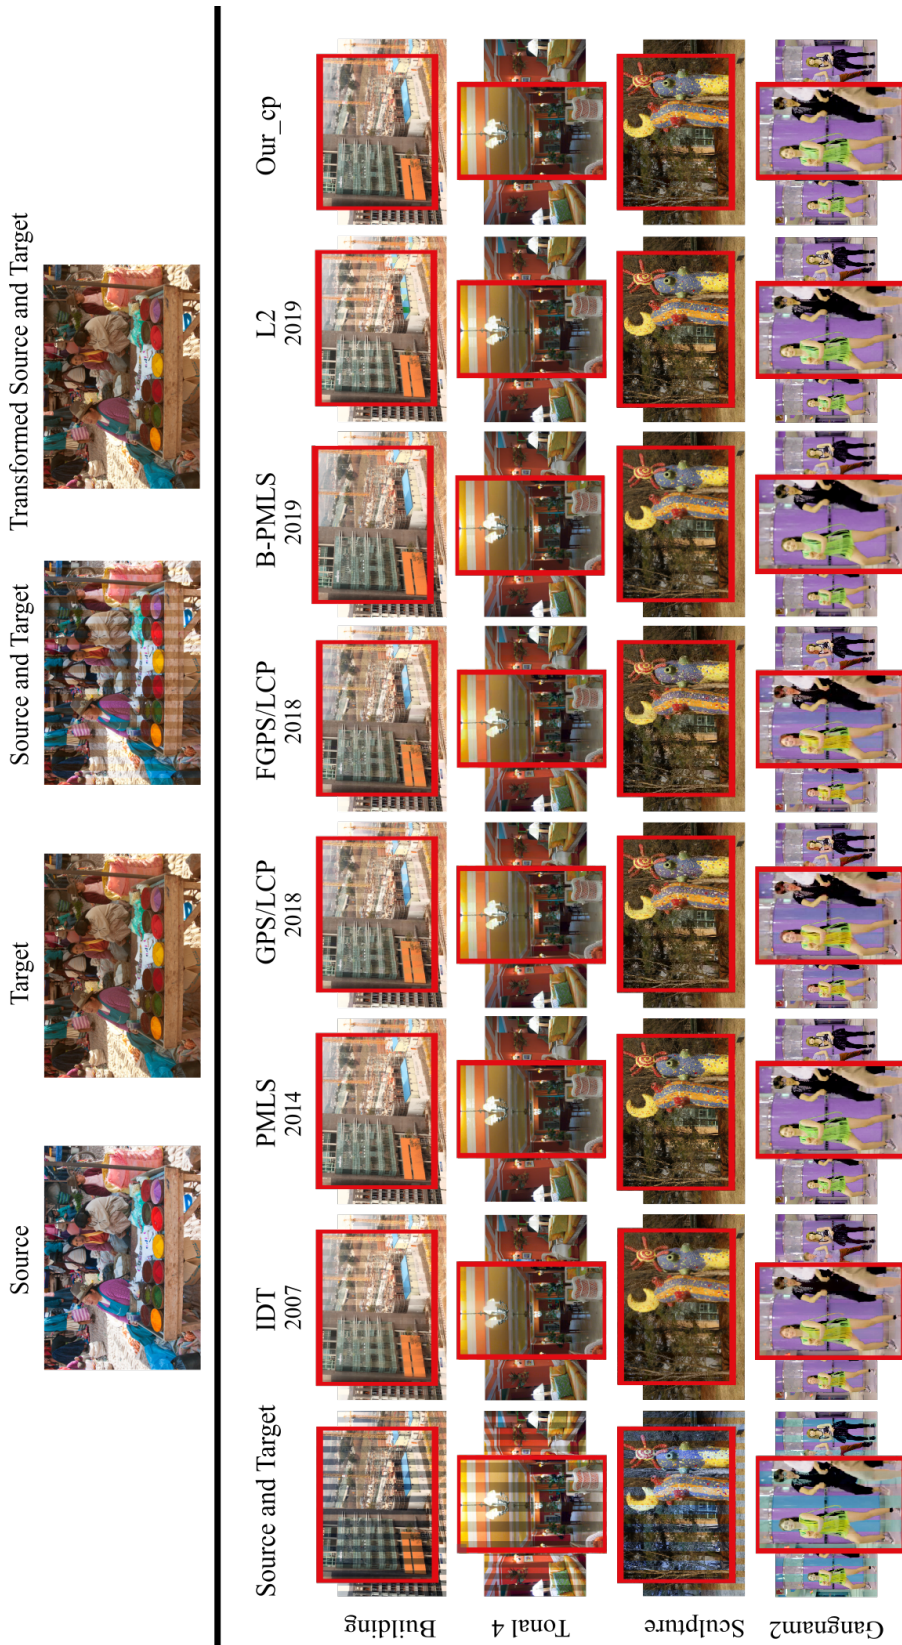 Source
Target
Source and Target
Transformed Source and Target
Source and Target
IDT
2007
PMLS
2014
GPS/LCP
2018
FGPS/LCP
2018
B-PMLS
2019
L2
2019
Our_cp
Building
Tonal 4
Sculpture
Gangnam2